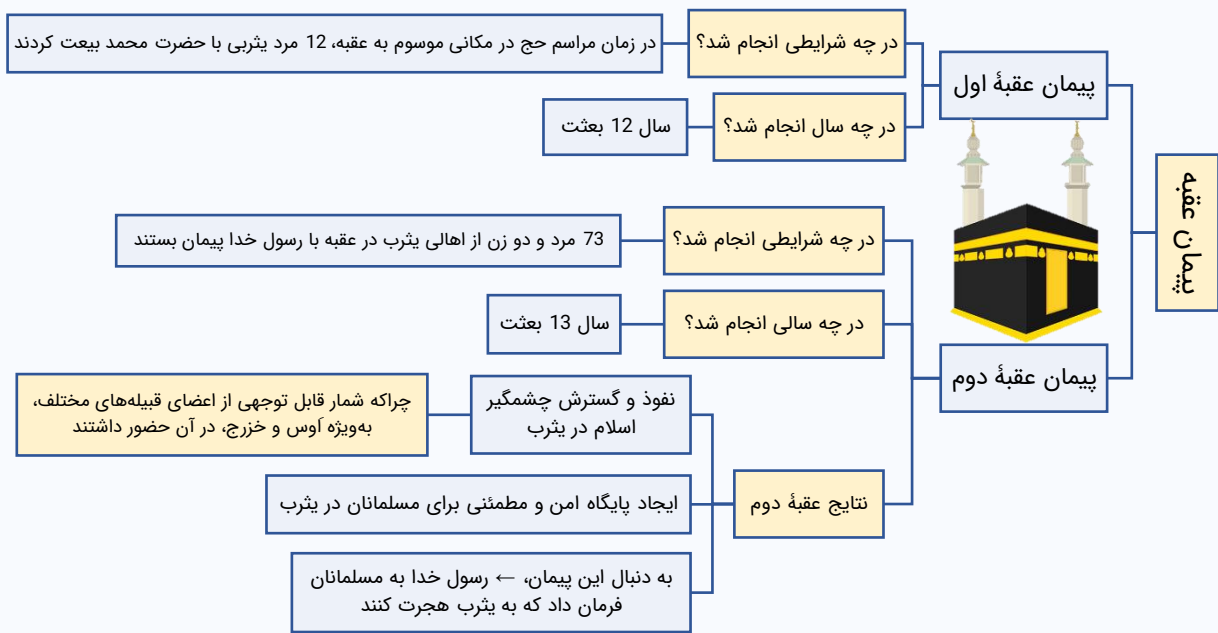 پیمان عقبه
پیمان عقبهٔ اول
در چه شرایطی انجام شد؟
در زمان مراسم حج در مکانی موسوم به عقبه، 12 مرد یثربی با حضرت محمد بیعت کردند
در چه سال انجام شد؟
سال 12 بعثت
پیمان عقبهٔ دوم
در چه شرایطی انجام شد؟
73 مرد و دو زن از اهالی یثرب در عقبه با رسول خدا پیمان بستند
در چه سالی انجام شد؟
سال 13 بعثت
نتایج عقبهٔ دوم
نفوذ و گسترش چشمگیر
اسلام در یثرب
چراکه شمار قابل توجهی از اعضای قبیله‌های مختلف،
به‌ویژه اَوس و خزرج، در آن حضور داشتند
ایجاد پایگاه امن و مطمئنی برای مسلمانان در یثرب
به دنبال این پیمان، ← رسول خدا به مسلمانان
فرمان داد که به یثرب هجرت کنند